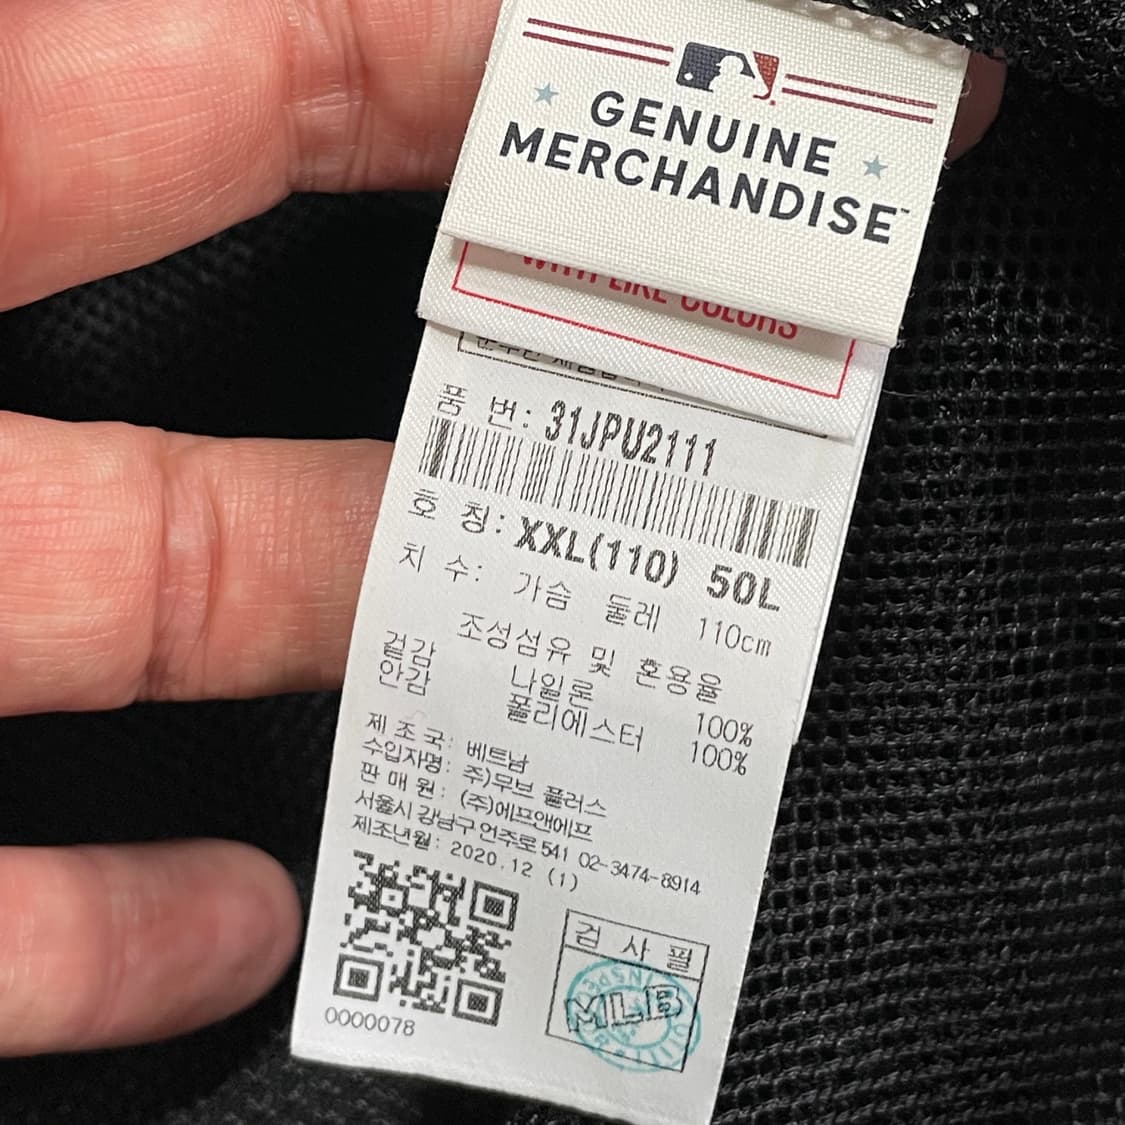 GENUINE
MERCHANDISE™
WITH LIKE COLORS
품 번: 31JPU2111
호 칭: XXL(110) 50L
치 수: 가슴 둘레 110cm
조성섬유 및 혼용율
겉감 나일론 100%
안감 폴리에스터 100%
제 조 국: 베트남
수입자명: 주)무브 플러스
판 매 원: (주)에프앤에프
서울시 강남구 언주로 541 02-3474-8914
제조년월: 2020.12 (1)
0000078
검 사 필
MLB